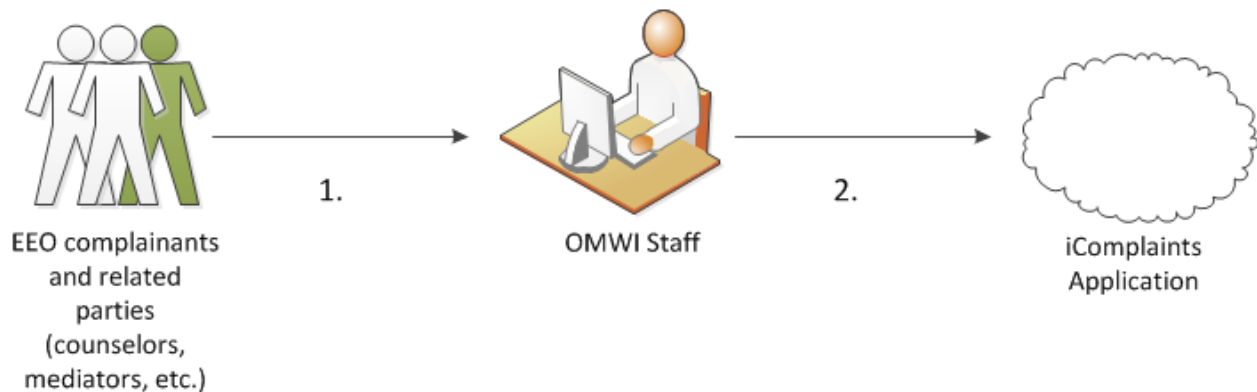 1.
2.
EEO complainants
and related
parties
(counselors,
mediators, etc.)
OMWI Staff
iComplaints
Application